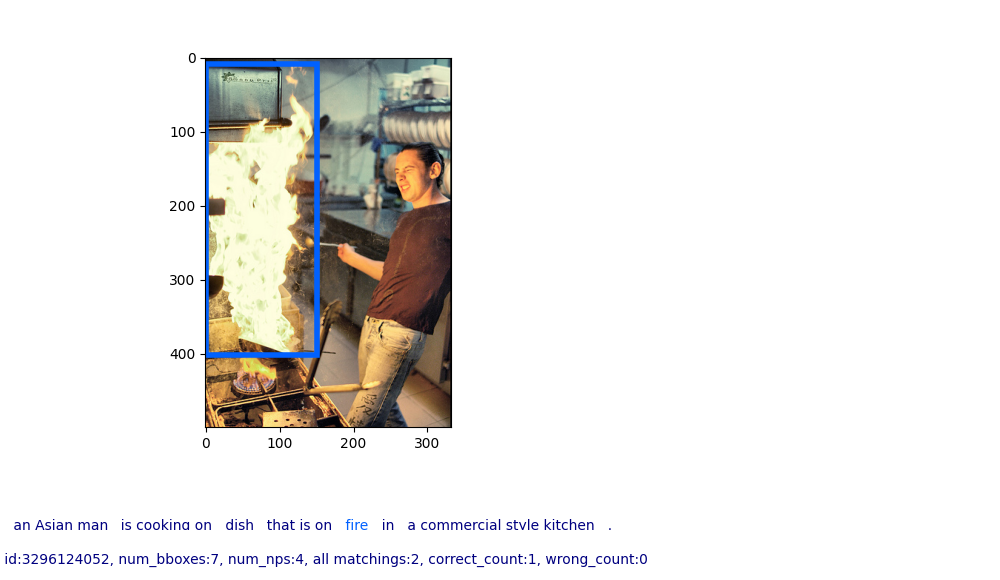 0
100
200
300
400
0 100 200 300
an Asian man is cooking on dish that is on fire in a commercial style kitchen .
id:3296124052, num_bboxes:7, num_nps:4, all matchings:2, correct_count:1, wrong_count:0